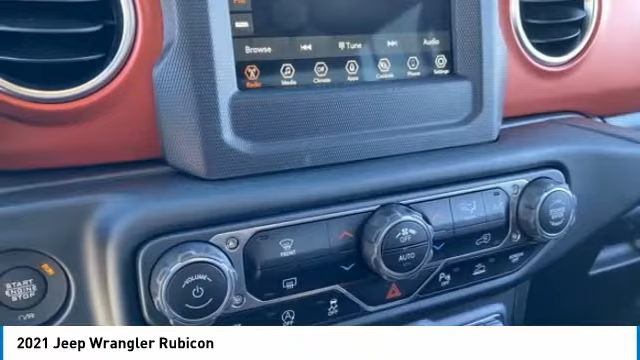 Browse Tune Audio
Radio Media Climate Apps Controls Phone Settings
VOLUME
FRONT
OFF
AUTO
START
ENGINE
STOP
2021 Jeep Wrangler Rubicon